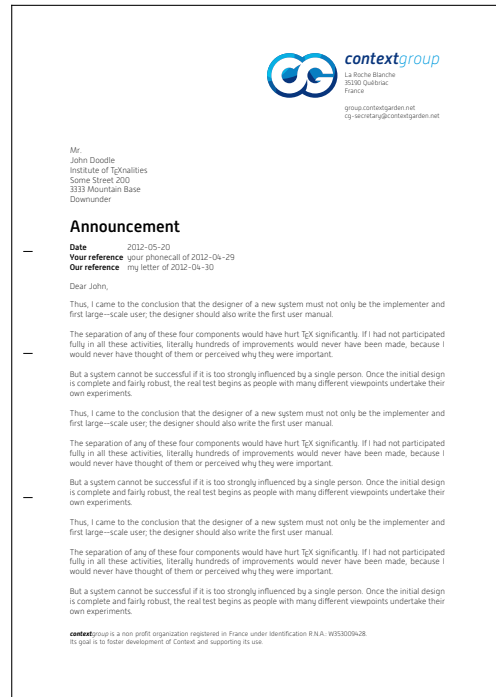 cg
contextgroup
La Roche Blanche
35190 Québriac
France
group.contextgarden.net
cg-secretary@contextgarden.net
Mr.
John Doodle
Institute of TEXnalities
Some Street 200
3333 Mountain Base
Downunder
Announcement
Date 2012-05-20
Your reference your phonecall of 2012-04-29
Our reference my letter of 2012-04-30
Dear John,
Thus, I came to the conclusion that the designer of a new system must not only be the implementer and
first large—scale user; the designer should also write the first user manual.
The separation of any of these four components would have hurt TEX significantly. If I had not participated
fully in all these activities, literally hundreds of improvements would never have been made, because I
would never have thought of them or perceived why they were important.
But a system cannot be successful if it is too strongly influenced by a single person. Once the initial design
is complete and fairly robust, the real test begins as people with many different viewpoints undertake their
own experiments.
Thus, I came to the conclusion that the designer of a new system must not only be the implementer and
first large—scale user; the designer should also write the first user manual.
The separation of any of these four components would have hurt TEX significantly. If I had not participated
fully in all these activities, literally hundreds of improvements would never have been made, because I
would never have thought of them or perceived why they were important.
But a system cannot be successful if it is too strongly influenced by a single person. Once the initial design
is complete and fairly robust, the real test begins as people with many different viewpoints undertake their
own experiments.
Thus, I came to the conclusion that the designer of a new system must not only be the implementer and
first large—scale user; the designer should also write the first user manual.
The separation of any of these four components would have hurt TEX significantly. If I had not participated
fully in all these activities, literally hundreds of improvements would never have been made, because I
would never have thought of them or perceived why they were important.
But a system cannot be successful if it is too strongly influenced by a single person. Once the initial design
is complete and fairly robust, the real test begins as people with many different viewpoints undertake their
own experiments.
contextgroup is a non profit organization registered in France under Identification R.N.A.: W353009428.
Its goal is to foster development of Context and supporting its use.